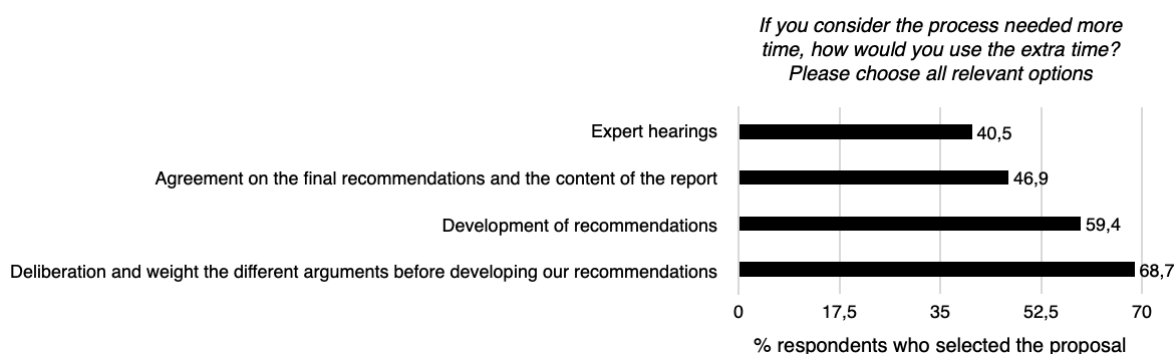 If you consider the process needed more
time, how would you use the extra time?
Please choose all relevant options
Expert hearings
40,5
Agreement on the final recommendations and the content of the report
46,9
Development of recommendations
59,4
Deliberation and weight the different arguments before developing our recommendations
68,7
0 17,5 35 52,5 70
% respondents who selected the proposal